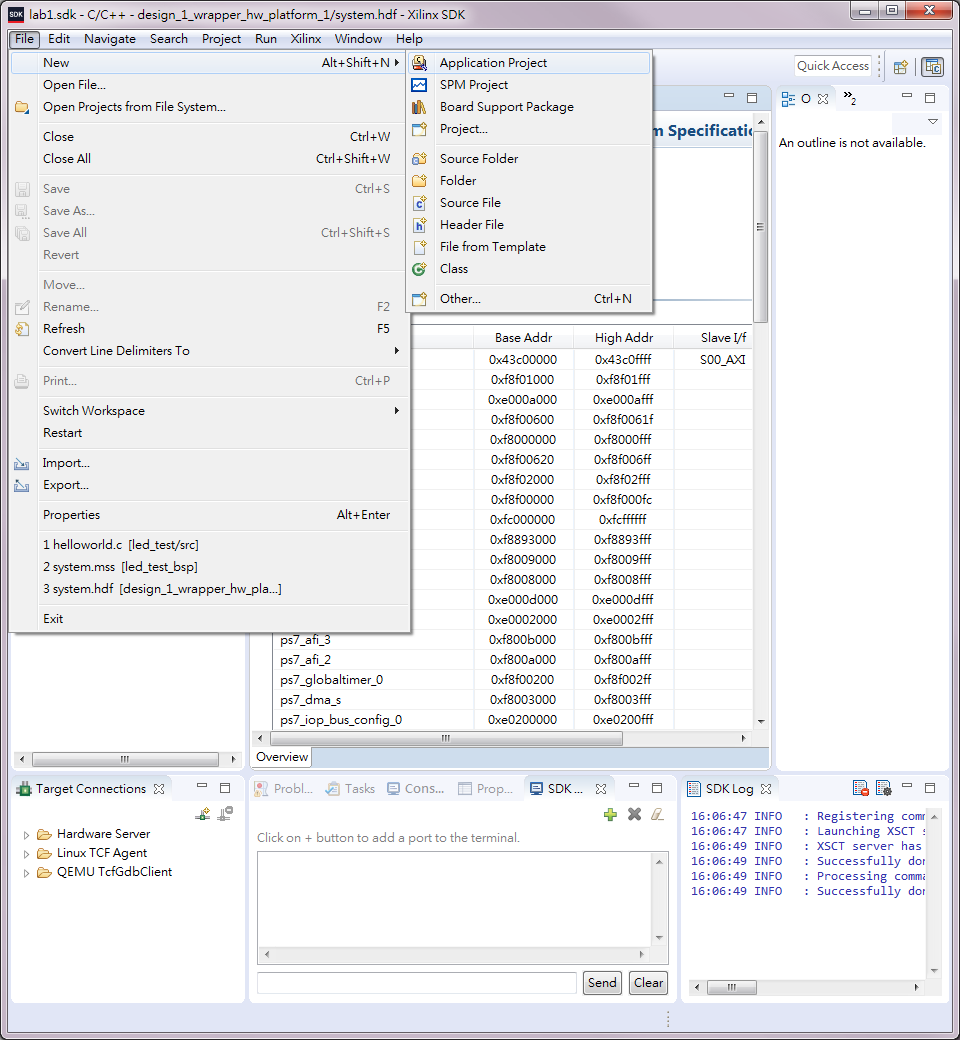 SDK lab1.sdk - C/C++ - design_1_wrapper_hw_platform_1/system.hdf - Xilinx SDK
File Edit Navigate Search Project Run Xilinx Window Help
New Alt+Shift+N
Open File...
Open Projects from File System...
Close Ctrl+W
Close All Ctrl+Shift+W
Save Ctrl+S
Save As...
Save All Ctrl+Shift+S
Revert
Move...
Rename... F2
Refresh F5
Convert Line Delimiters To
Print... Ctrl+P
Switch Workspace
Restart
Import...
Export...
Properties Alt+Enter
1 helloworld.c [led_test/src]
2 system.mss [led_test_bsp]
3 system.hdf [design_1_wrapper_hw_pla...]
Exit
Application Project
SPM Project
Board Support Package
Project...
Source Folder
Folder
Source File
Header File
File from Template
Class
Other... Ctrl+N
Quick Access
O
»2
An outline is not available.
m Specificatio
Base Addr High Addr Slave I/f
0x43c00000 0x43c0ffff S00_AXI
0xf8f01000 0xf8f01fff
0xe000a000 0xe000afff
0xf8f00600 0xf8f0061f
0xf8000000 0xf8000fff
0xf8f00620 0xf8f006ff
0xf8f02000 0xf8f02fff
0xf8f00000 0xf8f000fc
0xfc000000 0xfcffffff
0xf8893000 0xf8893fff
0xf8009000 0xf8009fff
0xf8008000 0xf8008fff
0xe000d000 0xe000dfff
0xe0002000 0xe0002fff
ps7_afi_3 0xf800b000 0xf800bfff
ps7_afi_2 0xf800a000 0xf800afff
ps7_globaltimer_0 0xf8f00200 0xf8f002ff
ps7_dma_s 0xf8003000 0xf8003fff
ps7_iop_bus_config_0 0xe0200000 0xe0200fff
Overview
Target Connections
Hardware Server
Linux TCF Agent
QEMU TcfGdbClient
Probl... Tasks Cons... Prop... SDK ...
Click on + button to add a port to the terminal.
Send Clear
SDK Log
16:06:47 INFO : Registering comm
16:06:47 INFO : Launching XSCT s
16:06:49 INFO : XSCT server has
16:06:49 INFO : Successfully don
16:06:49 INFO : Processing comma
16:06:49 INFO : Successfully don